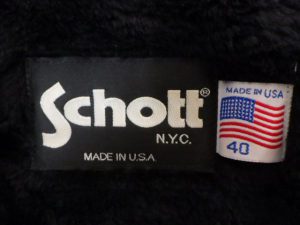 Schott®
N.Y.C.
MADE IN U.S.A.
MADE IN USA
40